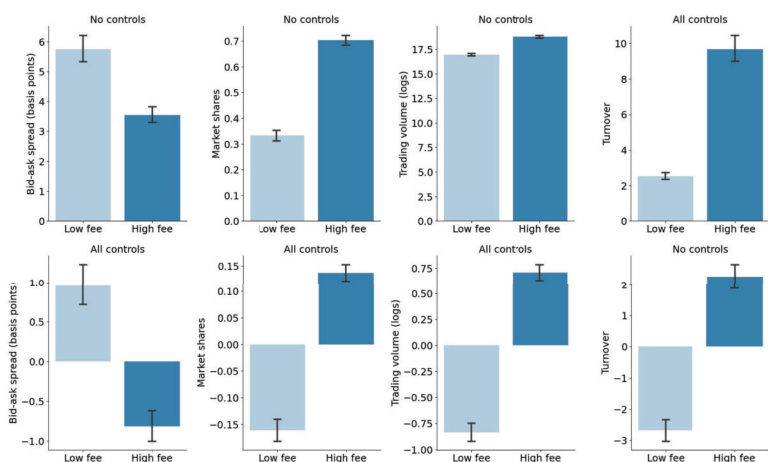 No controls
Bid-ask spread (basis points)
6
5
4
3
2
1
0
Low fee High fee
No controls
Market shares
0.7
0.6
0.5
0.4
0.3
0.2
0.1
0.0
Low fee High fee
No controls
Trading volume (logs)
17.5
15.0
12.5
10.0
7.5
5.0
2.5
0.0
Low fee High fee
All controls
Turnover
10
8
6
4
2
0
Low fee High fee
All controls
Bid-ask spread (basis points)
1.0
0.5
0.0
−0.5
−1.0
Low fee High fee
All controls
Market shares
0.15
0.10
0.05
0.00
−0.05
−0.10
−0.15
Low fee High fee
All controls
Trading volume (logs)
0.75
0.50
0.25
0.00
−0.25
−0.50
−0.75
−1.00
Low fee High fee
No controls
Turnover
2
1
0
−1
−2
−3
Low fee High fee